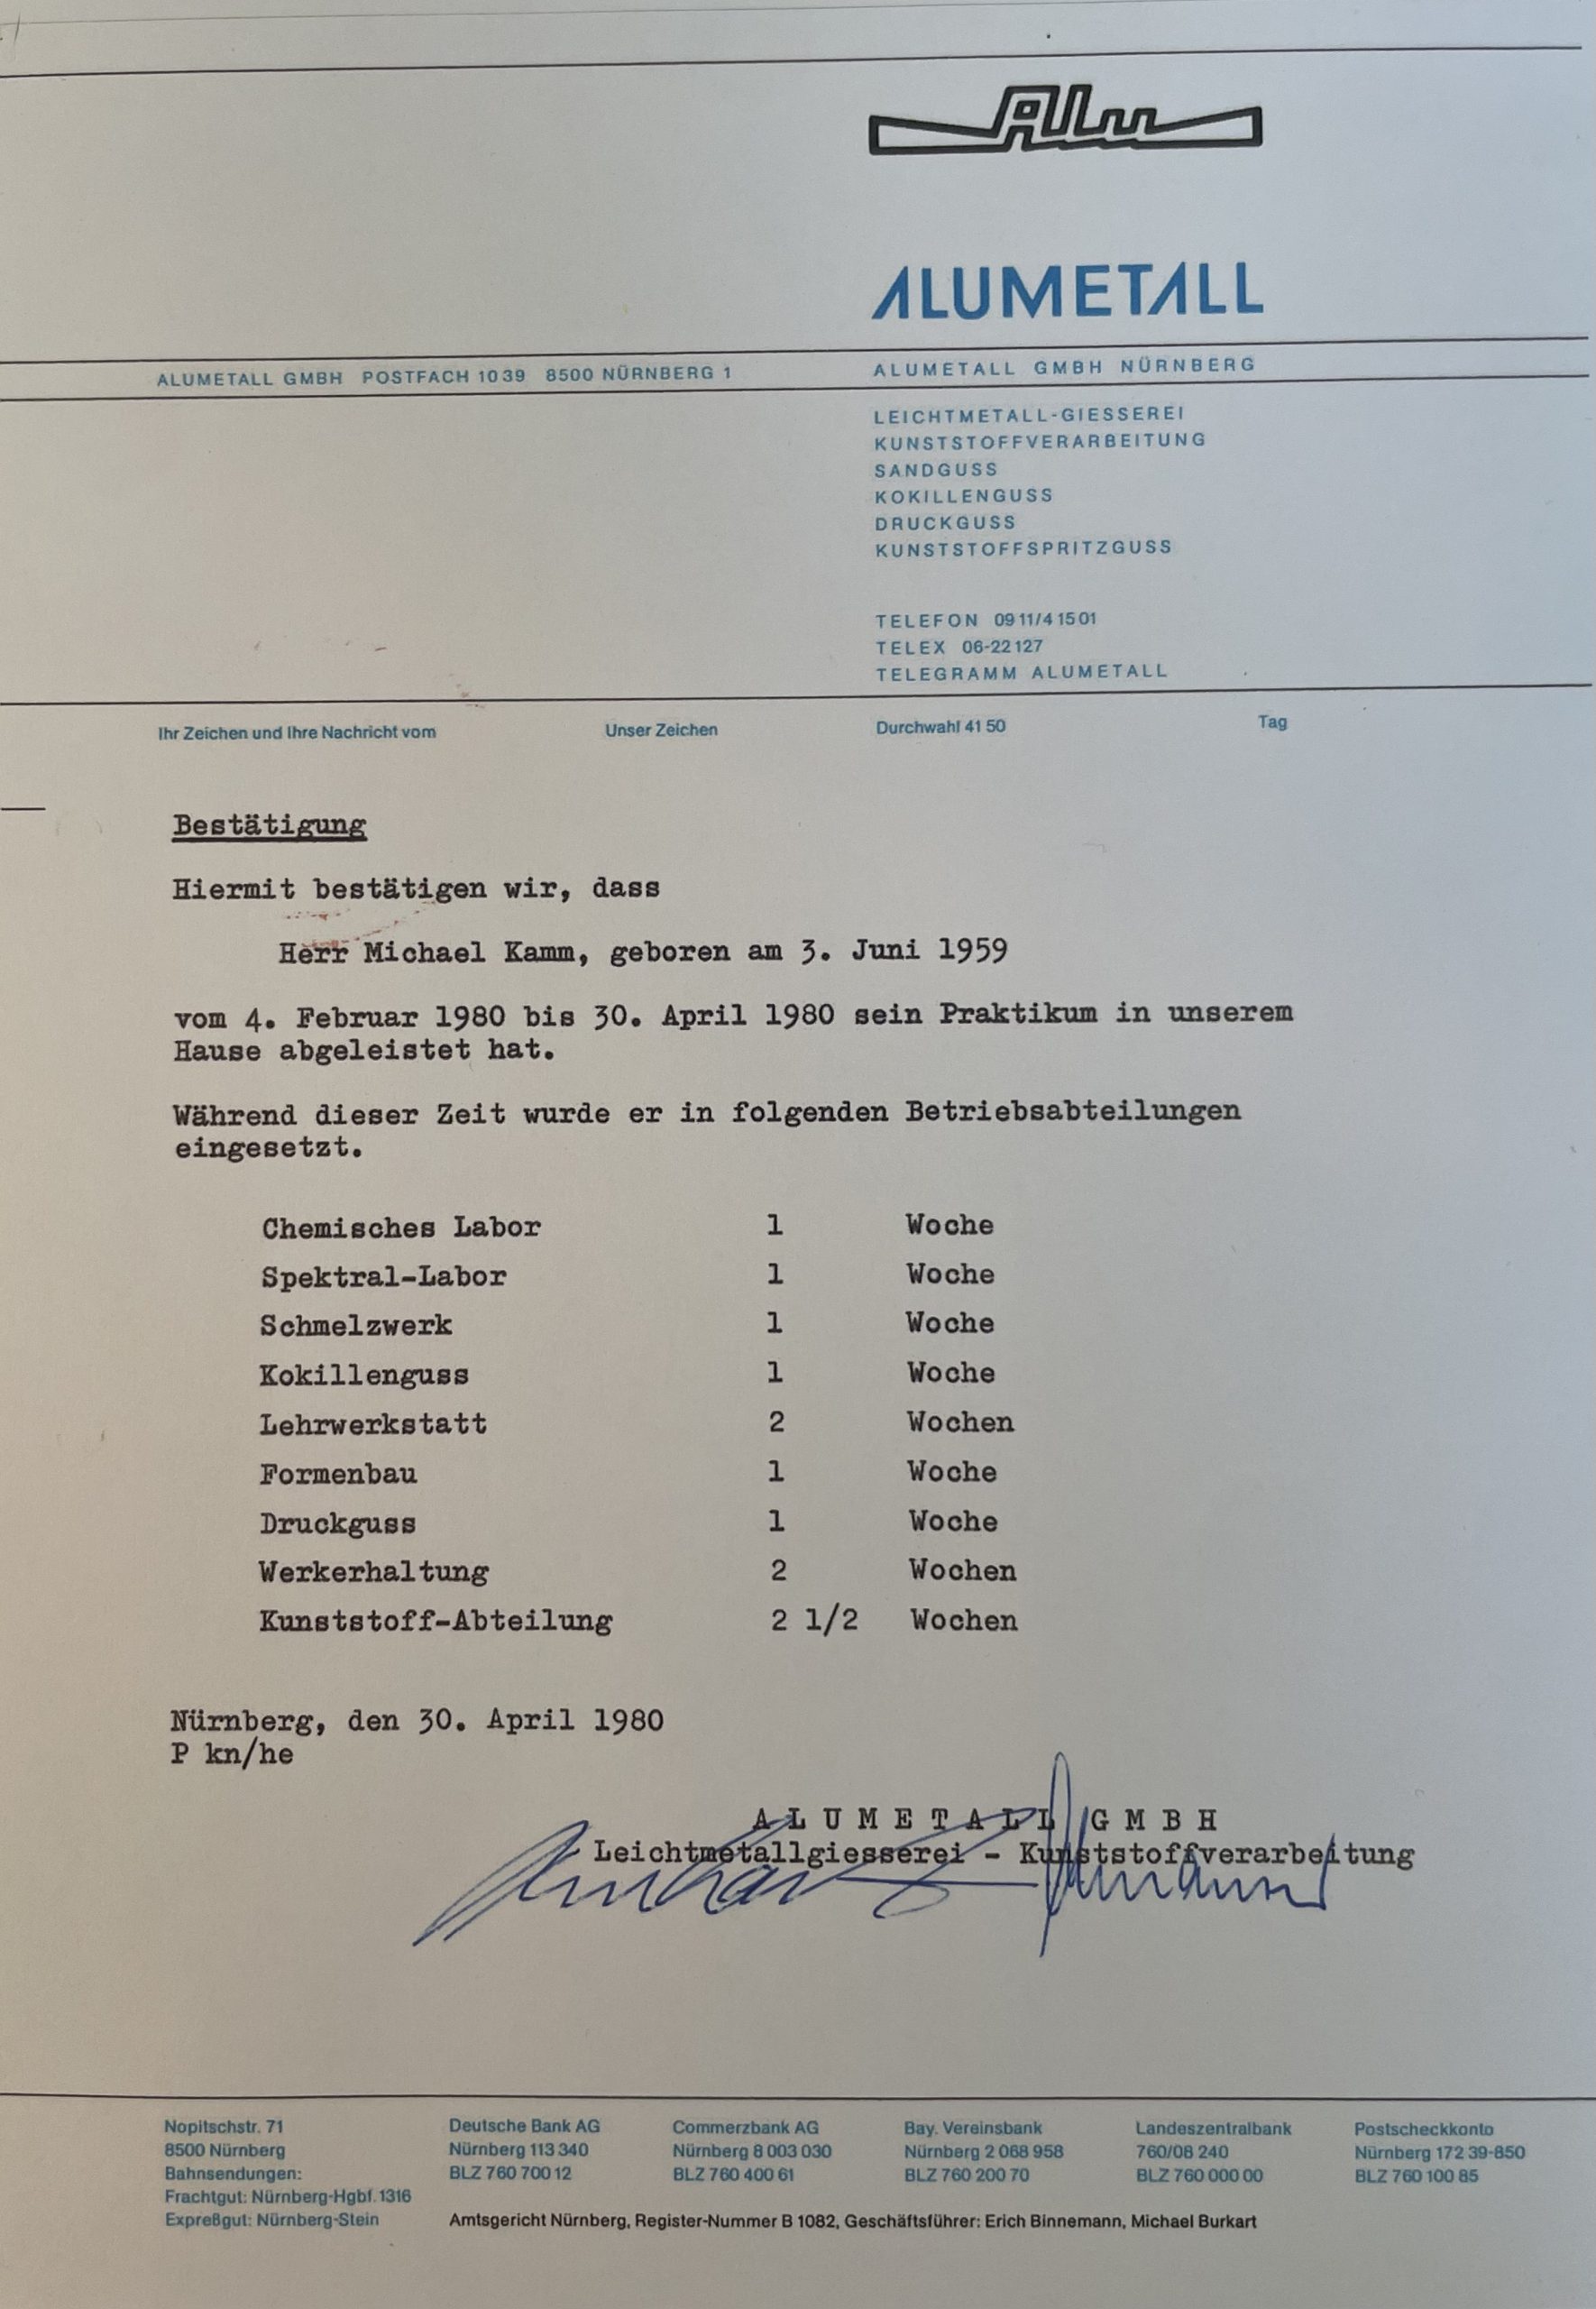 Alu
ALUMETALL
ALUMETALL GMBH POSTFACH 1039 8500 NÜRNBERG 1
ALUMETALL GMBH NÜRNBERG
LEICHTMETALL-GIESSEREI
KUNSTSTOFFVERARBEITUNG
SANDGUSS
KOKILLENGUSS
DRUCKGUSS
KUNSTSTOFFSPRITZGUSS
TELEFON 09 11/4 15 01
TELEX 06-22 127
TELEGRAMM ALUMETALL
Ihr Zeichen und Ihre Nachricht vom Unser Zeichen Durchwahl 41 50 Tag
Bestätigung
Hiermit bestätigen wir, dass
Herr Michael Kamm, geboren am 3. Juni 1959
vom 4. Februar 1980 bis 30. April 1980 sein Praktikum in unserem
Hause abgeleistet hat.
Während dieser Zeit wurde er in folgenden Betriebsabteilungen
eingesetzt.
Chemisches Labor 1 Woche
Spektral-Labor 1 Woche
Schmelzwerk 1 Woche
Kokillenguss 1 Woche
Lehrwerkstatt 2 Wochen
Formenbau 1 Woche
Druckguss 1 Woche
Werkerhaltung 2 Wochen
Kunststoff-Abteilung 2 1/2 Wochen
Nürnberg, den 30. April 1980
P kn/he
A L U M E T A L L G M B H
Leichtmetallgiesserei - Kunststoffverarbeitung
Nopitschstr. 71
8500 Nürnberg
Bahnsendungen:
Frachtgut: Nürnberg-Hgbf. 1316
Expreßgut: Nürnberg-Stein
Deutsche Bank AG
Nürnberg 113 340
BLZ 760 700 12
Commerzbank AG
Nürnberg 8 003 030
BLZ 760 400 61
Bay. Vereinsbank
Nürnberg 2 068 958
BLZ 760 200 70
Landeszentralbank
760/08 240
BLZ 760 000 00
Postscheckkonto
Nürnberg 172 39-850
BLZ 760 100 85
Amtsgericht Nürnberg, Register-Nummer B 1082, Geschäftsführer: Erich Binnemann, Michael Burkart